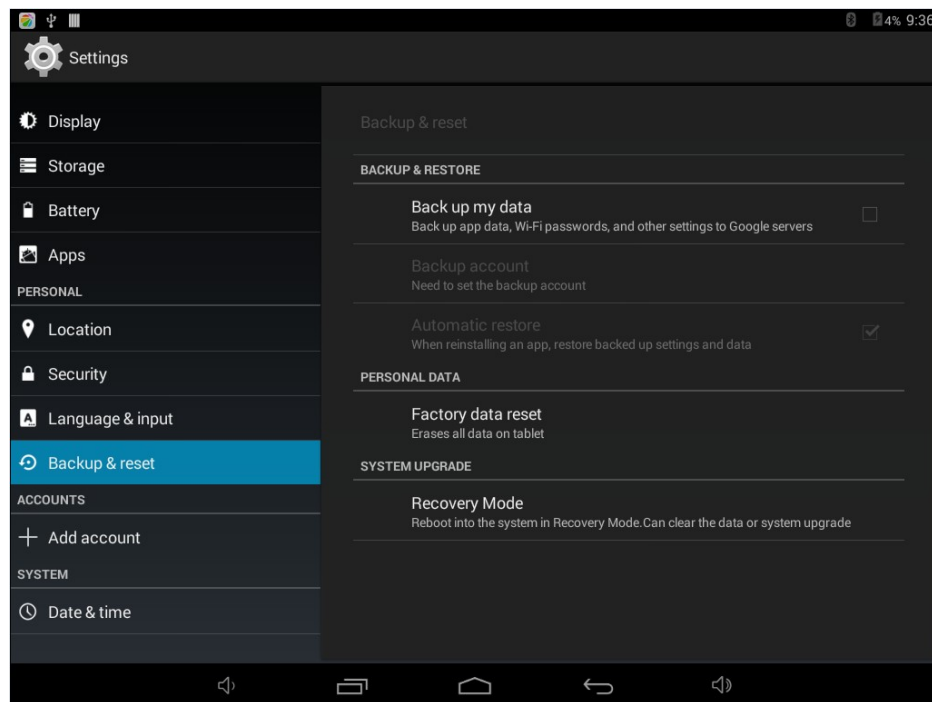 4% 9:36
Settings
Display
Storage
Battery
Apps
PERSONAL
Location
Security
Language & input
Backup & reset
ACCOUNTS
Add account
SYSTEM
Date & time
Backup & reset
BACKUP & RESTORE
Back up my data
Back up app data, Wi-Fi passwords, and other settings to Google servers
Backup account
Need to set the backup account
Automatic restore
When reinstalling an app, restore backed up settings and data
PERSONAL DATA
Factory data reset
Erases all data on tablet
SYSTEM UPGRADE
Recovery Mode
Reboot into the system in Recovery Mode.Can clear the data or system upgrade